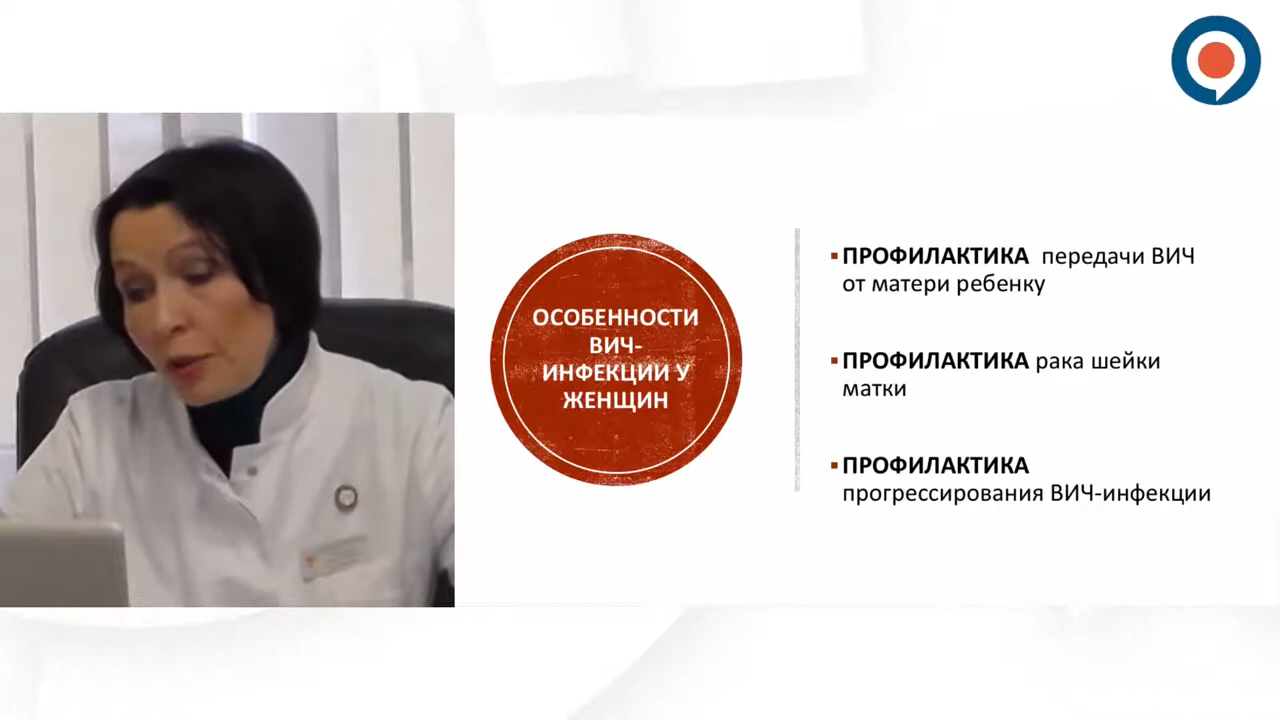 ОСОБЕННОСТИ
ВИЧ-
ИНФЕКЦИИ У
ЖЕНЩИН
ПРОФИЛАКТИКА передачи ВИЧ
от матери ребенку
ПРОФИЛАКТИКА рака шейки
матки
ПРОФИЛАКТИКА
прогрессирования ВИЧ-инфекции